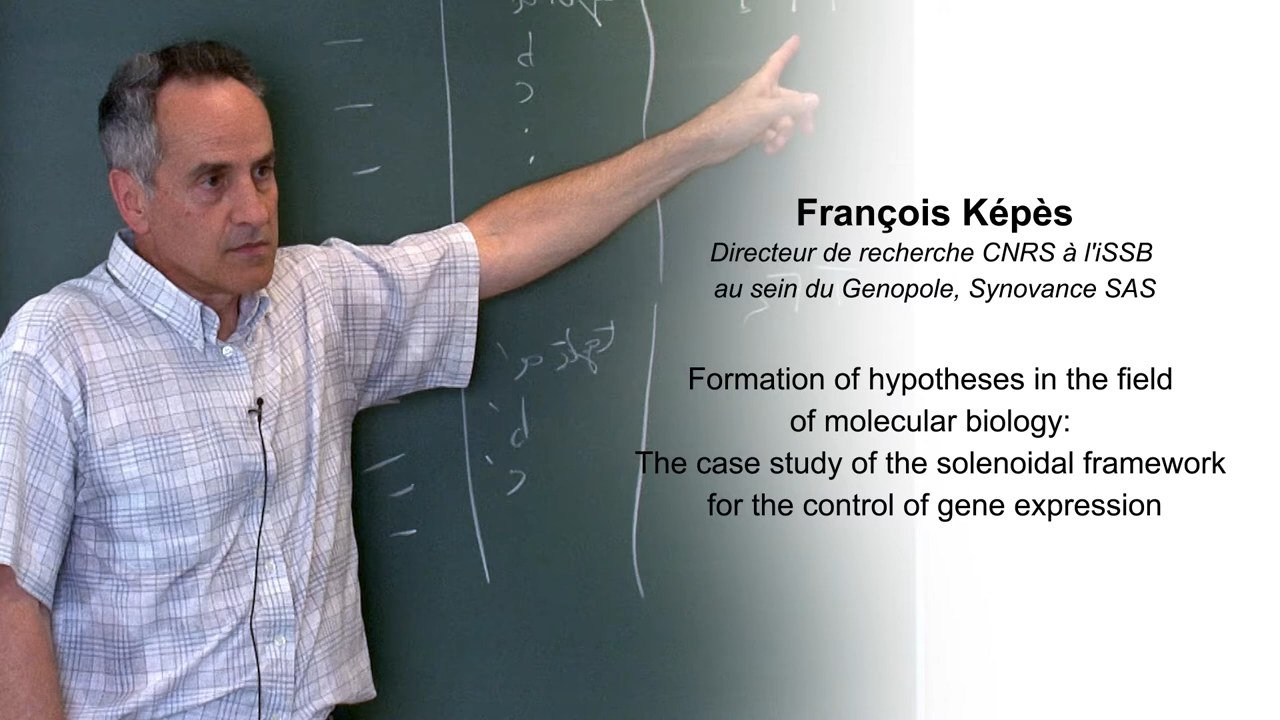 François Képès
Directeur de recherche CNRS à l'iSSB
au sein du Genopole, Synovance SAS
Formation of hypotheses in the field
of molecular biology:
The case study of the solenoidal framework
for the control of gene expression